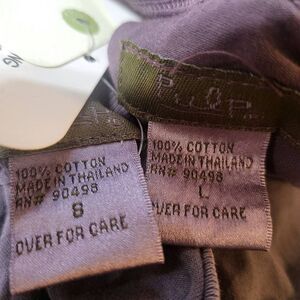 100% COTTON
MADE IN THAILAND
RN# 90498
S
OVER FOR CARE
100% COTTON
MADE IN THAILAND
RN# 90498
L
OVER FOR CARE